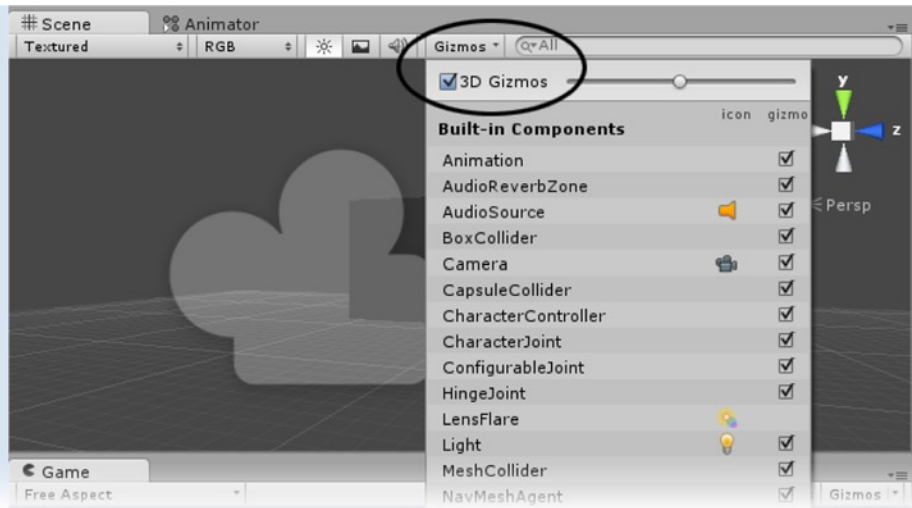 Scene Animator
Textured RGB Gizmos All
3D Gizmos
icon gizmo
Built-in Components
Animation
AudioReverbZone
AudioSource
BoxCollider
Camera
CapsuleCollider
CharacterController
CharacterJoint
ConfigurableJoint
HingeJoint
LensFlare
Light
MeshCollider
NavMeshAgent
y
z
Persp
Game
Free Aspect Gizmos